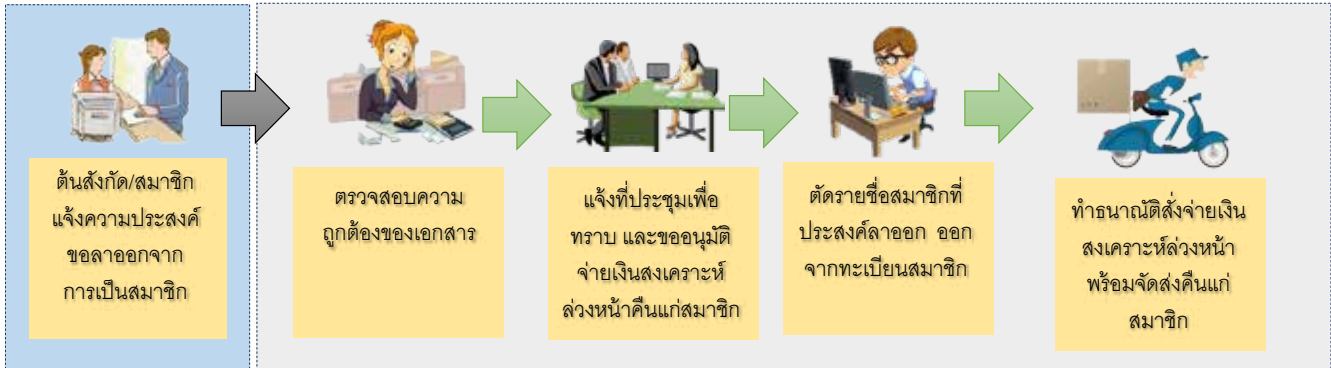 ต้นสังกัด/สมาชิก
แจ้งความประสงค์
ขอลาออกจาก
การเป็นสมาชิก
ตรวจสอบความ
ถูกต้องของเอกสาร
แจ้งที่ประชุมเพื่อ
ทราบ และขออนุมัติ
จ่ายเงินสงเคราะห์
ล่วงหน้าคืนแก่สมาชิก
ตัดรายชื่อสมาชิกที่
ประสงค์ลาออก ออก
จากทะเบียนสมาชิก
ทำธนาณัติสั่งจ่ายเงิน
สงเคราะห์ล่วงหน้า
พร้อมจัดส่งคืนแก่
สมาชิก